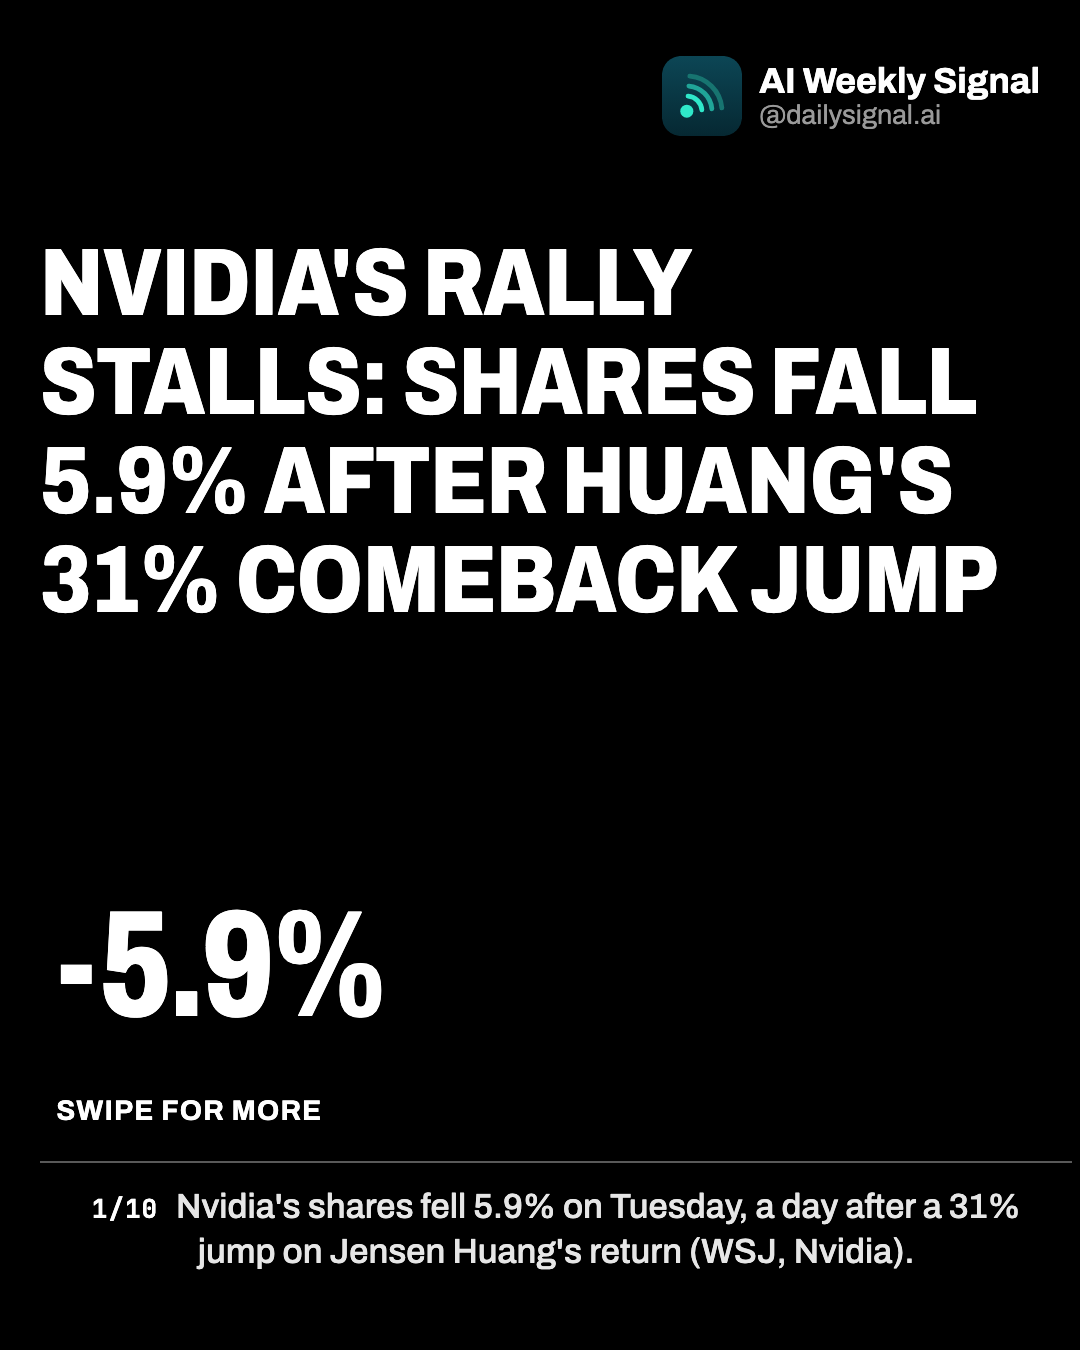 AI Weekly Signal
@dailysignal.ai
NVIDIA'S RALLY
STALLS: SHARES FALL
5.9% AFTER HUANG'S
31% COMEBACK JUMP
-5.9%
SWIPE FOR MORE
1/10 Nvidia's shares fell 5.9% on Tuesday, a day after a 31%
jump on Jensen Huang's return (WSJ, Nvidia).